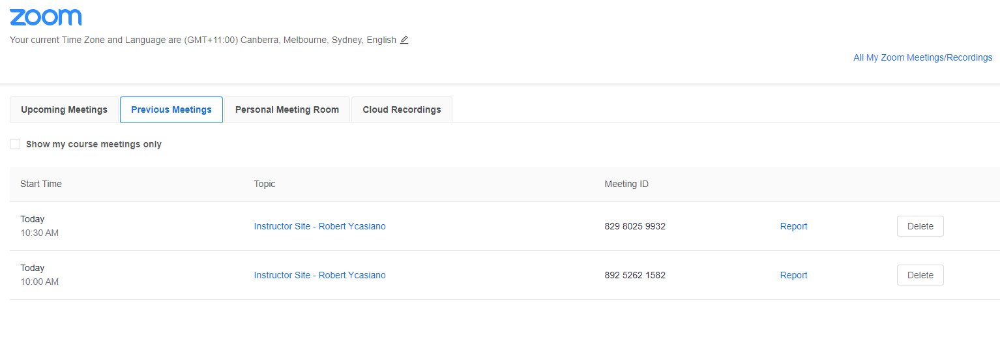 zoom
Your current Time Zone and Language are (GMT+11:00) Canberra, Melbourne, Sydney, English
All My Zoom Meetings/Recordings
Upcoming Meetings Previous Meetings Personal Meeting Room Cloud Recordings
Show my course meetings only
Start Time Topic Meeting ID
Today
10:30 AM
Instructor Site - Robert Ycasiano 829 8025 9932 Report Delete
Today
10:00 AM
Instructor Site - Robert Ycasiano 892 5262 1582 Report Delete